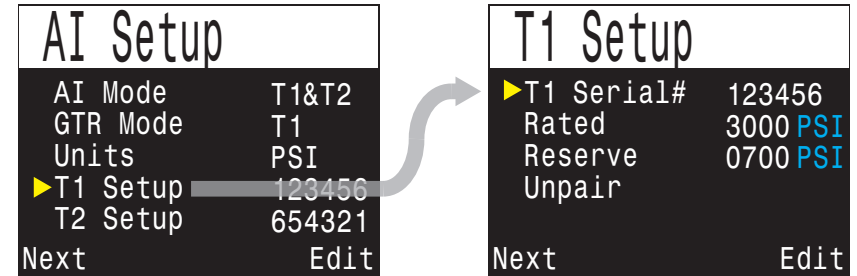 AI Setup
AI Mode T1&T2
GTR Mode T1
Units PSI
T1 Setup 123456
T2 Setup 654321
Next Edit
T1 Setup
T1 Serial# 123456
Rated 3000 PSI
Reserve 0700 PSI
Unpair
Next Edit